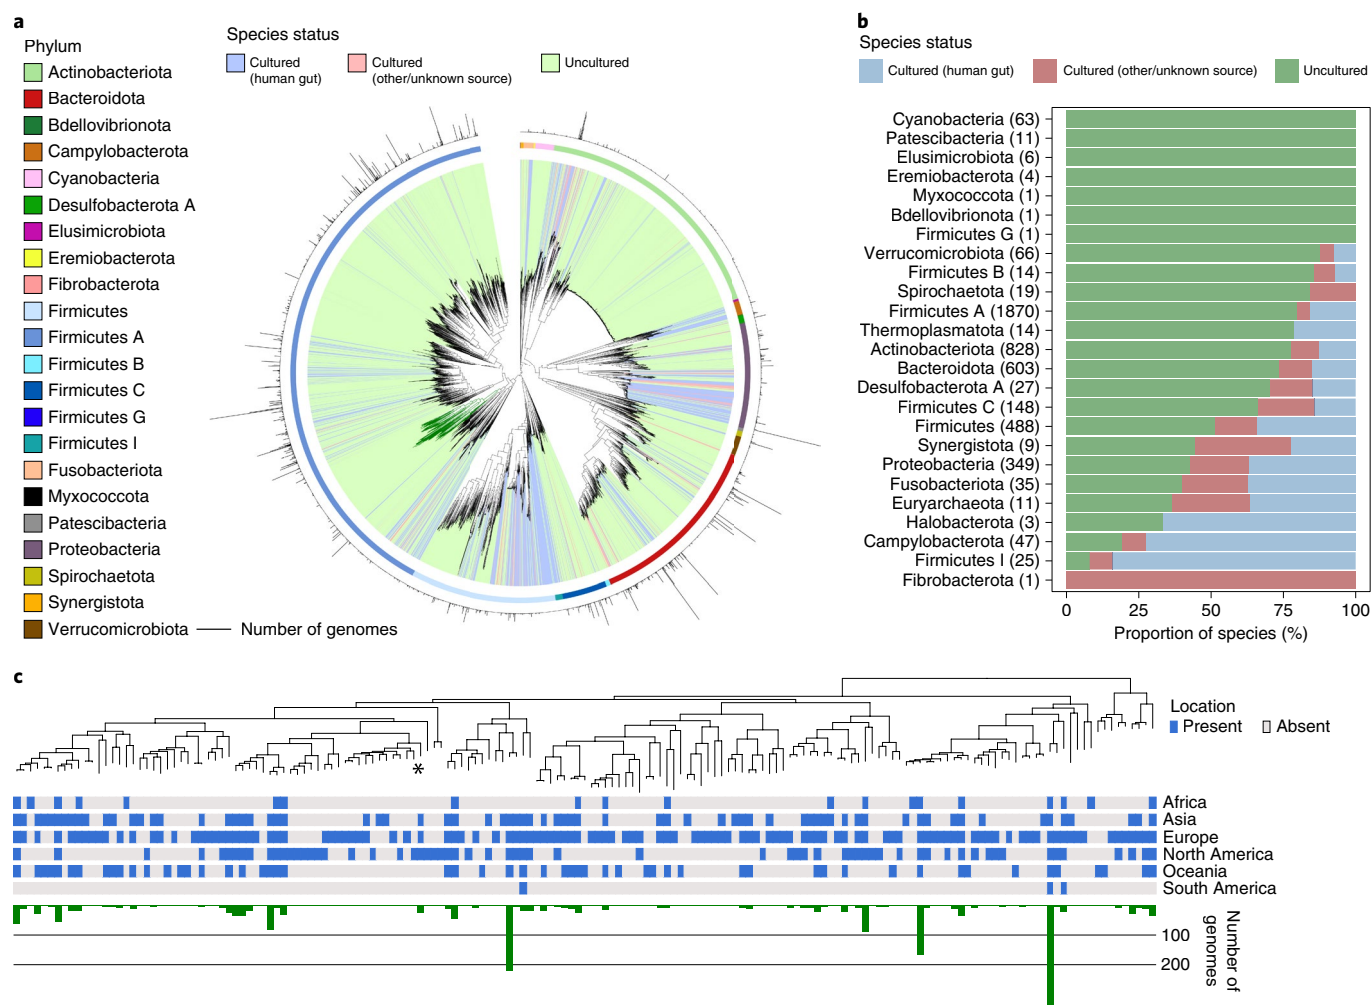 a
Phylum
Actinobacteriota
Bacteroidota
Bdellovibrionota
Campylobacterota
Cyanobacteria
Desulfobacterota A
Elusimicrobiota
Eremiobacterota
Fibrobacterota
Firmicutes
Firmicutes A
Firmicutes B
Firmicutes C
Firmicutes G
Firmicutes I
Fusobacteriota
Myxococcota
Patescibacteria
Proteobacteria
Spirochaetota
Synergistota
Verrucomicrobiota
Number of genomes
Species status
Cultured
(human gut)
Cultured
(other/unknown source)
Uncultured
b
Species status
Cultured (human gut)
Cultured (other/unknown source)
Uncultured
Cyanobacteria (63)
Patescibacteria (11)
Elusimicrobiota (6)
Eremiobacterota (4)
Myxococcota (1)
Bdellovibrionota (1)
Firmicutes G (1)
Verrucomicrobiota (66)
Firmicutes B (14)
Spirochaetota (19)
Firmicutes A (1870)
Thermoplasmatota (14)
Actinobacteriota (828)
Bacteroidota (603)
Desulfobacterota A (27)
Firmicutes C (148)
Firmicutes (488)
Synergistota (9)
Proteobacteria (349)
Fusobacteriota (35)
Euryarchaeota (11)
Halobacterota (3)
Campylobacterota (47)
Firmicutes I (25)
Fibrobacterota (1)
0 25 50 75 100
Proportion of species (%)
c
Location
Present
Absent
*
Africa
Asia
Europe
North America
Oceania
South America
100
200
Number of
genomes